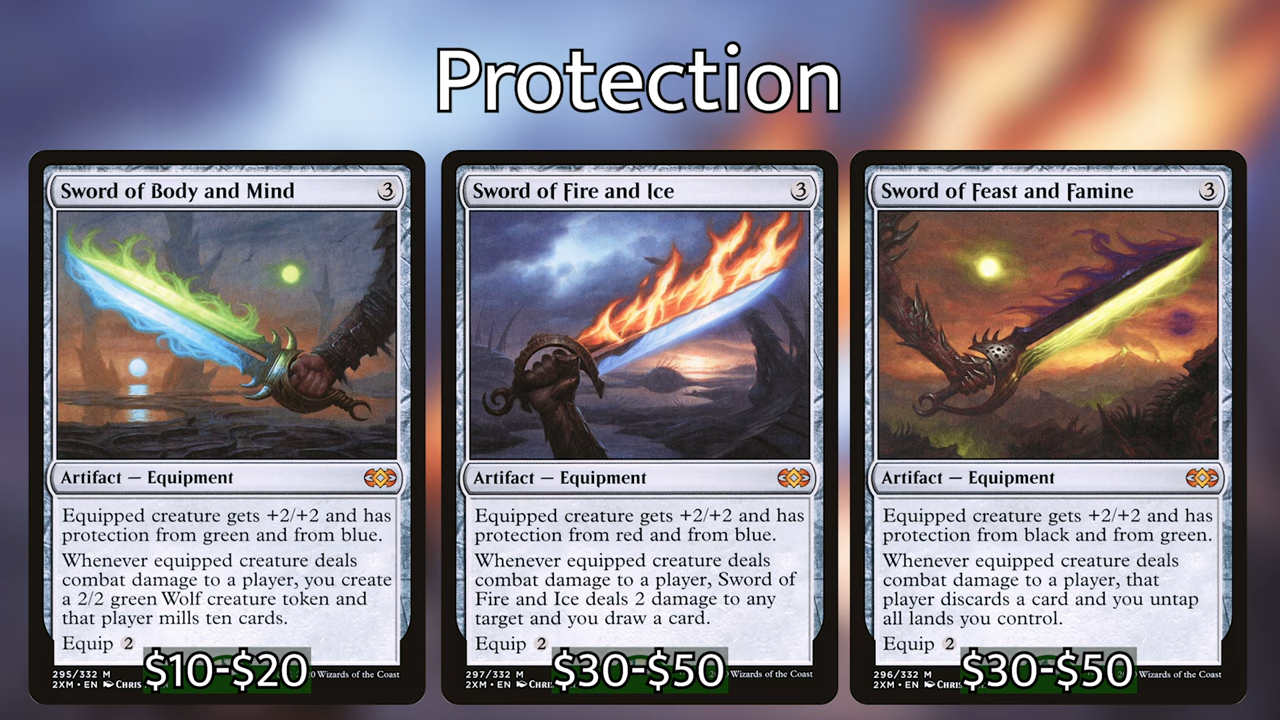 Protection
Sword of Body and Mind 3
Artifact — Equipment
Equipped creature gets +2/+2 and has
protection from green and from blue.
Whenever equipped creature deals
combat damage to a player, you create
a 2/2 green Wolf creature token and
that player mills ten cards.
Equip 2
295/332 M
2XM • EN Chris
Wizards of the Coast
$10-$20
Sword of Fire and Ice 3
Artifact — Equipment
Equipped creature gets +2/+2 and has
protection from red and from blue.
Whenever equipped creature deals
combat damage to a player, Sword of
Fire and Ice deals 2 damage to any
target and you draw a card.
Equip 2
297/332 M
2XM • EN
Wizards of the Coast
$30-$50
Sword of Feast and Famine 3
Artifact — Equipment
Equipped creature gets +2/+2 and has
protection from black and from green.
Whenever equipped creature deals
combat damage to a player, that
player discards a card and you untap
all lands you control.
Equip 2
296/332 M
2XM • EN
Wizards of the Coast
$30-$50